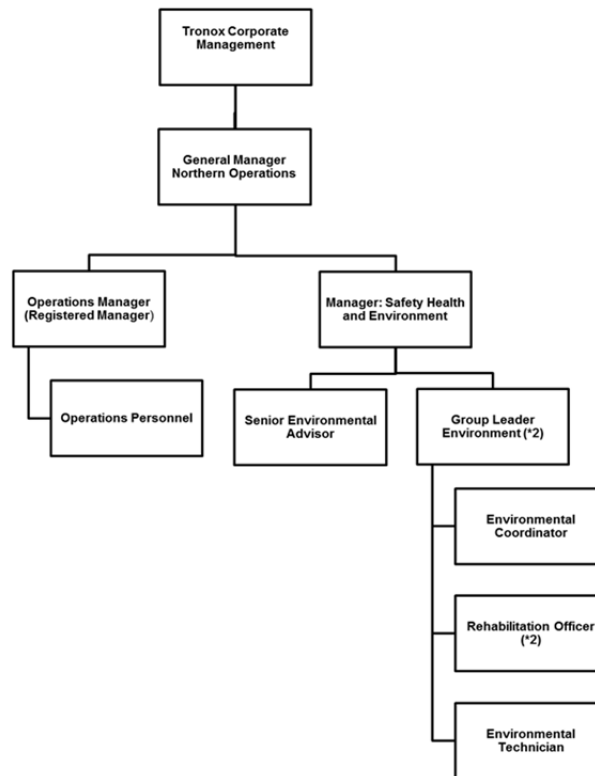 Tronox Corporate
Management
General Manager
Northern Operations
Operations Manager
(Registered Manager)
Manager: Safety Health
and Environment
Operations Personnel
Senior Environmental
Advisor
Group Leader
Environment (*2)
Environmental
Coordinator
Rehabilitation Officer
(*2)
Environmental
Technician